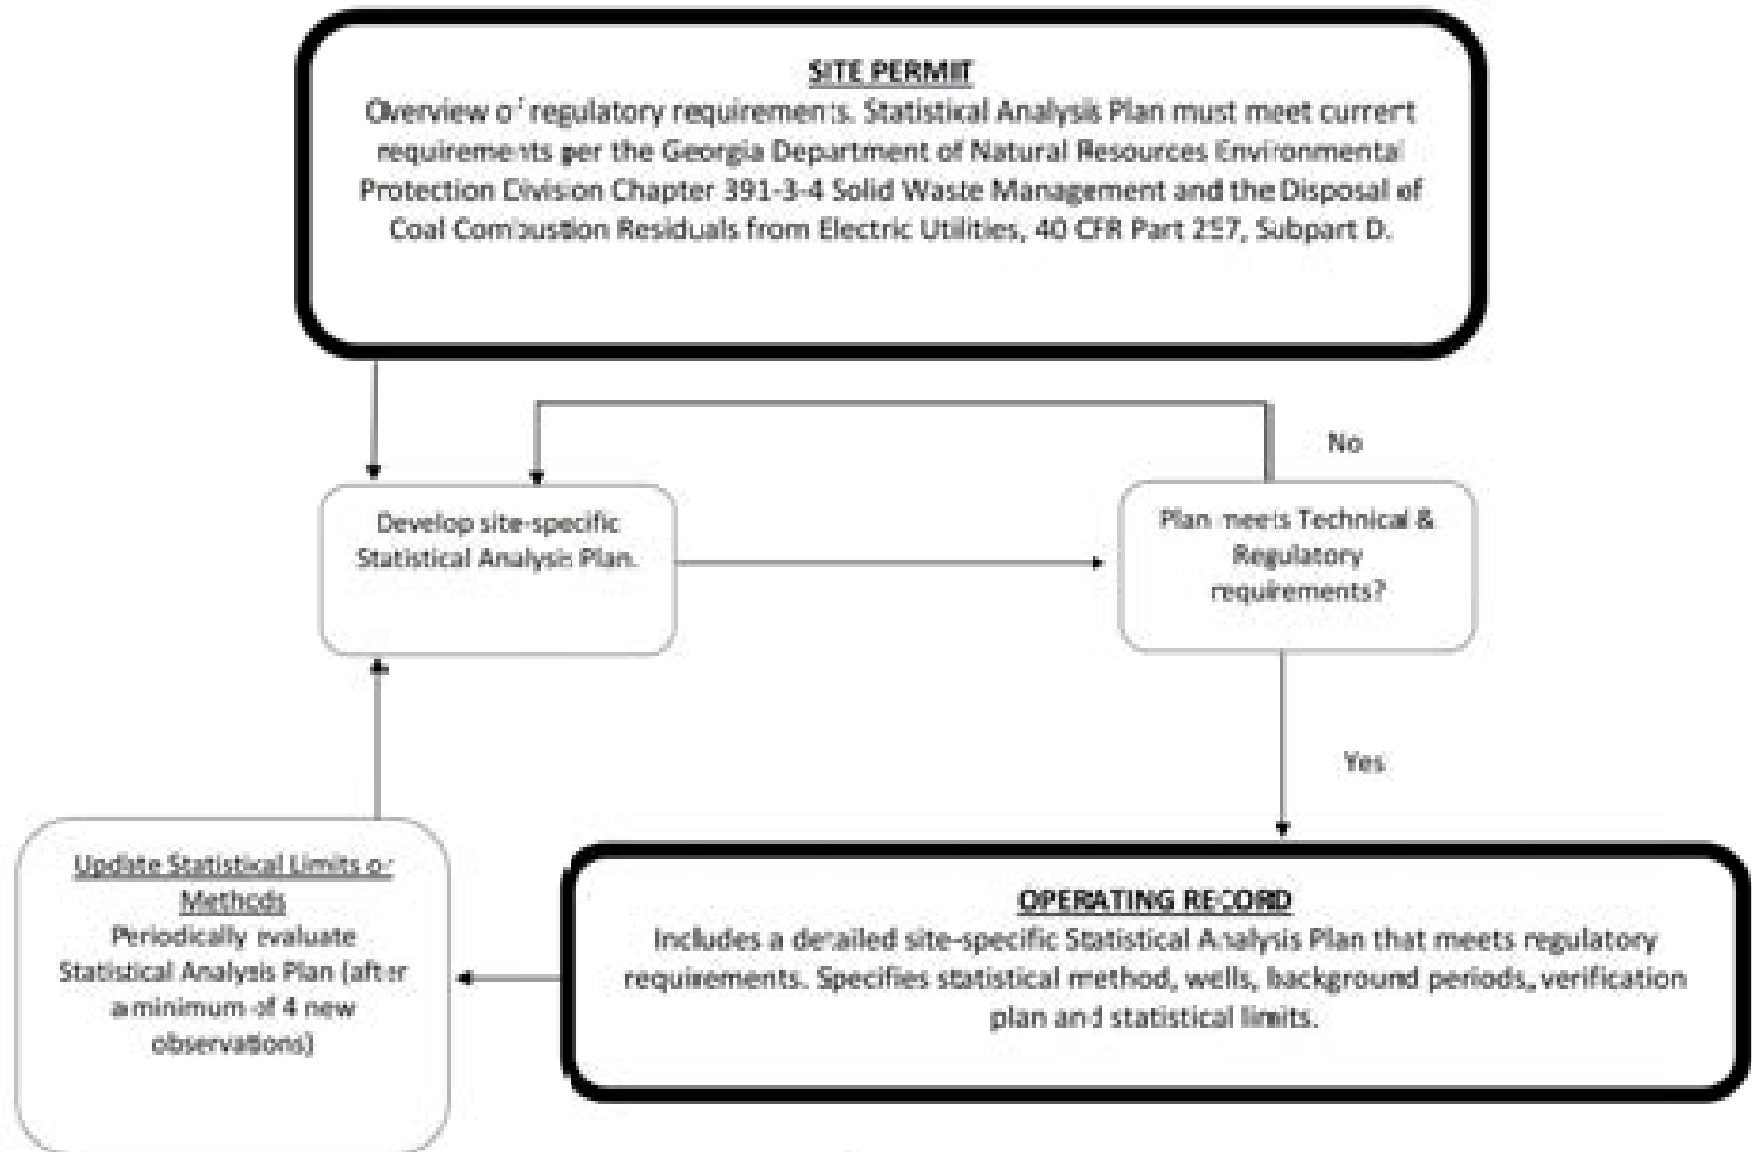 SITE PERMIT
Overview of regulatory requirements. Statistical Analysis Plan must meet current
requirements per the Georgia Department of Natural Resources Environmental
Protection Division Chapter 391-3-4 Solid Waste Management and the Disposal of
Coal Combustion Residuals from Electric Utilities, 40 CFR Part 257, Subpart D.
No
Develop site-specific
Statistical Analysis Plan.
Plan meets Technical &
Regulatory
requirements?
Yes
Update Statistical Limits or
Methods
Periodically evaluate
Statistical Analysis Plan (after
a minimum of 4 new
observations)
OPERATING RECORD
Includes a detailed site-specific Statistical Analysis Plan that meets regulatory
requirements. Specifies statistical method, wells, background periods, verification
plan and statistical limits.